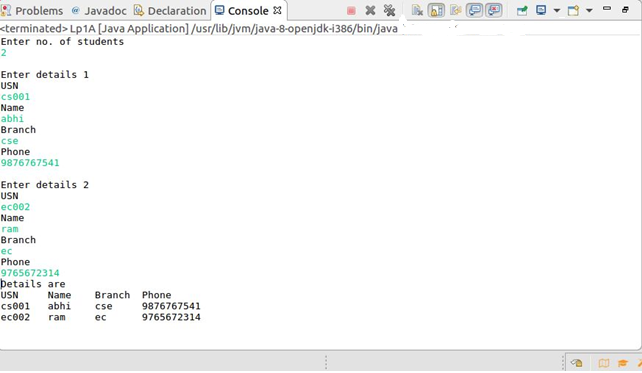 Problems @ Javadoc Declaration Console
<terminated> Lp1A [Java Application] /usr/lib/jvm/java-8-openjdk-i386/bin/java
Enter no. of students
2
Enter details 1
USN
cs001
Name
abhi
Branch
cse
Phone
9876767541
Enter details 2
USN
ec002
Name
ram
Branch
ec
Phone
9765672314
Details are
USN Name Branch Phone
cs001 abhi cse 9876767541
ec002 ram ec 9765672314